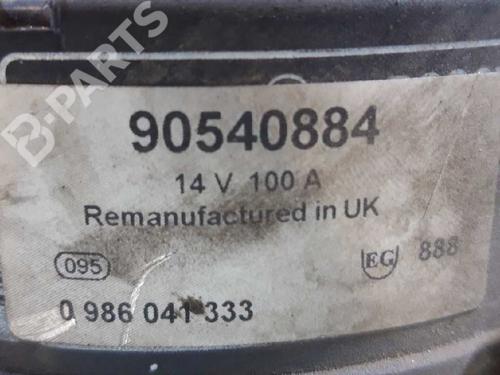 B-PARTS
90540884
14 V 100 A
Remanufactured in UK
095 EG 888
0 986 041 333